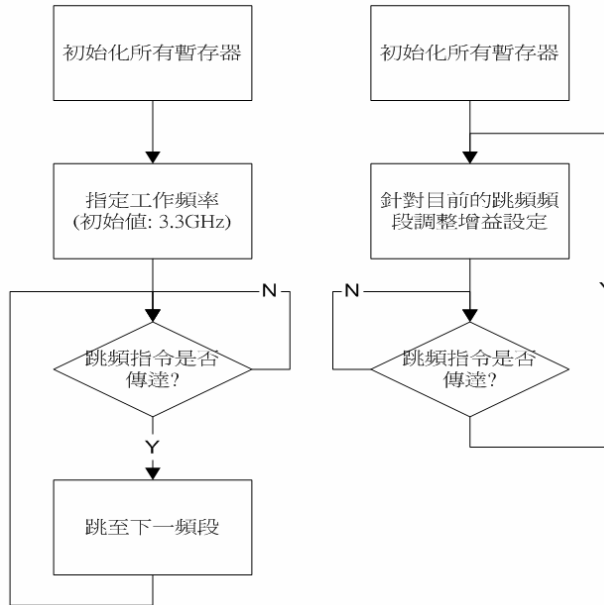 初始化所有暫存器
指定工作頻率
(初始值: 3.3GHz)
N
跳頻指令是否
傳達?
Y
跳至下一頻段
初始化所有暫存器
針對目前的跳頻頻
段調整增益設定
N
Y
跳頻指令是否
傳達?